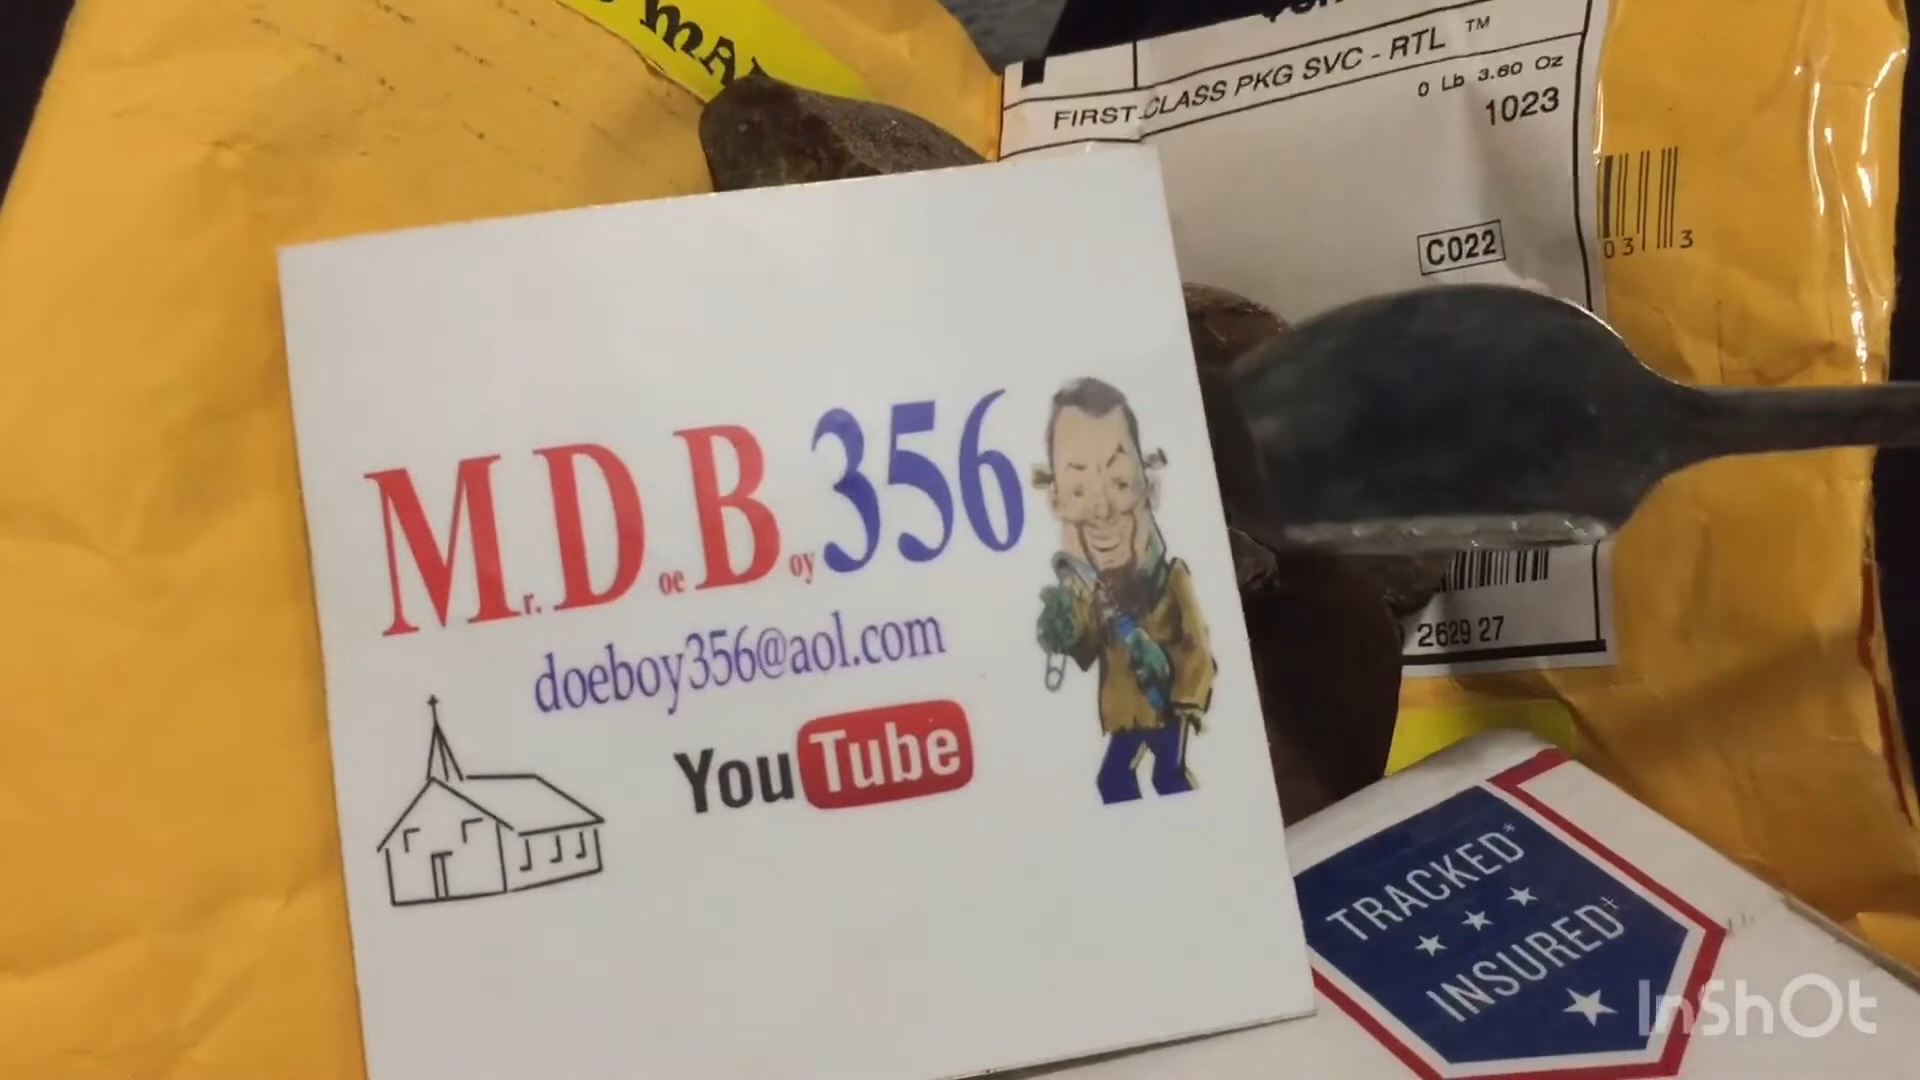 FIRST-CLASS PKG SVC - RTL ™
0 Lb 3.60 Oz
1023
C022
M.r. D.oe B.oy 356
doeboy356@aol.com
YouTube
2629 27
TRACKED*
INSURED†
InShOt